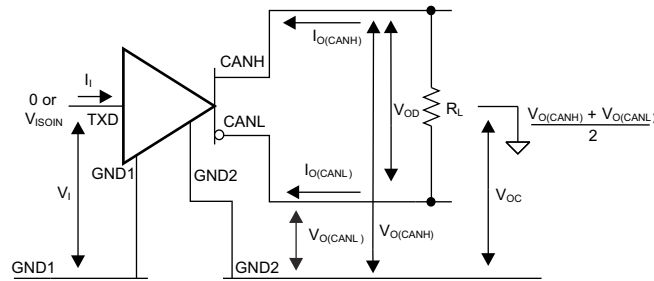 CANH
I_O(CANH)
I_I
0 or
V_ISOIN
TXD
CANL
V_OD
R_L
V_O(CANH) + V_O(CANL)
2
GND1
GND2
I_O(CANL)
V_I
V_OC
V_O(CANL)
V_O(CANH)
GND1
GND2